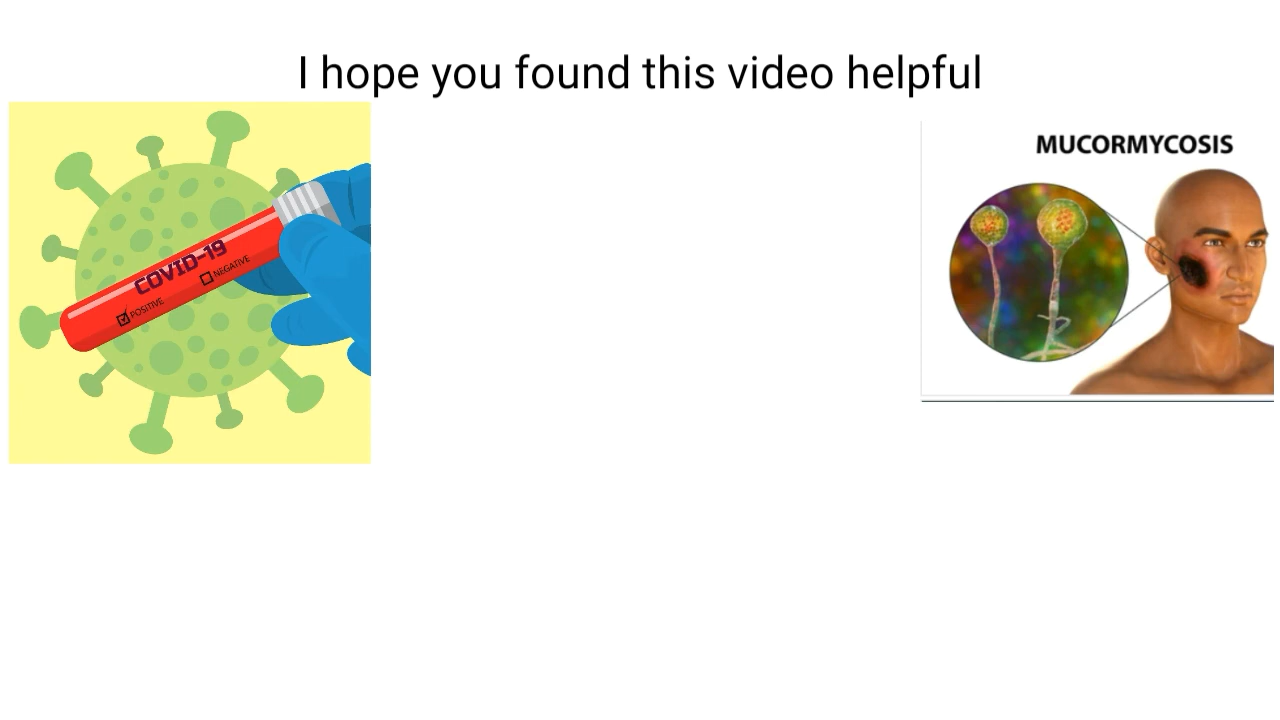 I hope you found this video helpful
MUCORMYCOSIS
COVID-19
POSITIVE
NEGATIVE